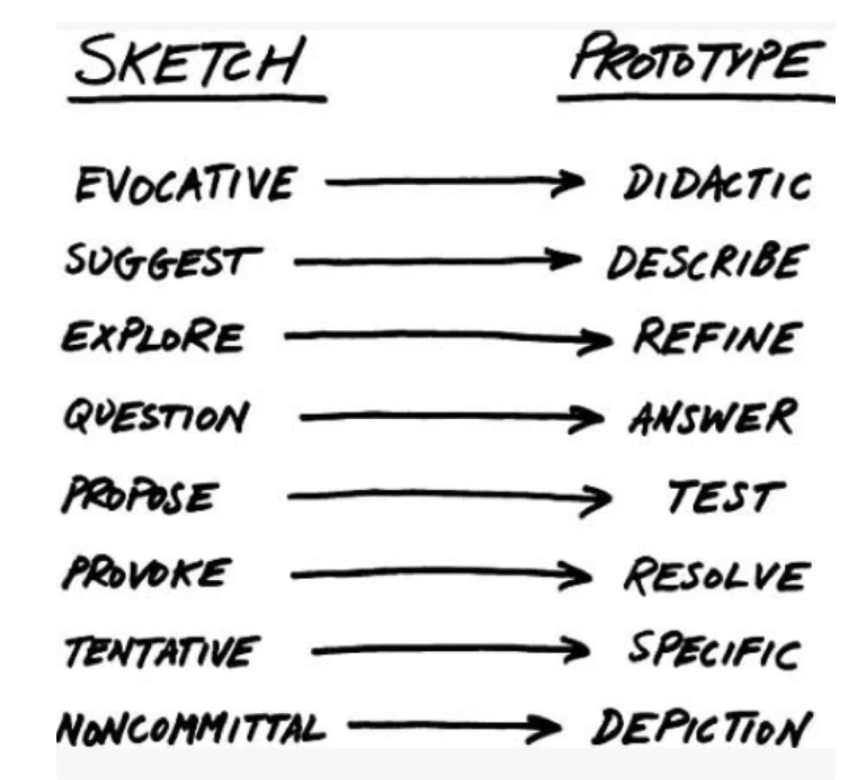 SKETCH PROTOTYPE
EVOCATIVE → DIDACTIC
SUGGEST → DESCRIBE
EXPLORE → REFINE
QUESTION → ANSWER
PROPOSE → TEST
PROVOKE → RESOLVE
TENTATIVE → SPECIFIC
NONCOMMITTAL → DEPICTION